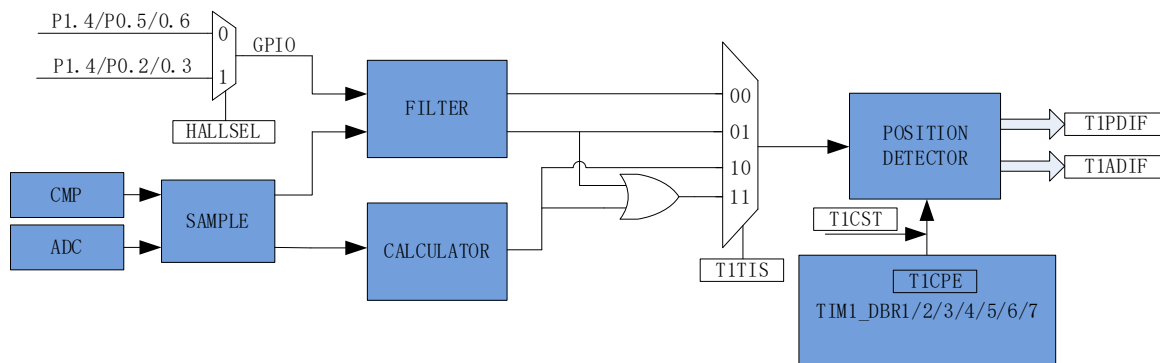 P1.4/P0.5/0.6
0
GPIO
P1.4/P0.2/0.3
1
HALLSEL
FILTER
00
01
10
11
POSITION
DETECTOR
T1PDIF
T1ADIF
CMP
ADC
SAMPLE
CALCULATOR
T1TIS
T1CST
T1CPE
TIM1_DBR1/2/3/4/5/6/7